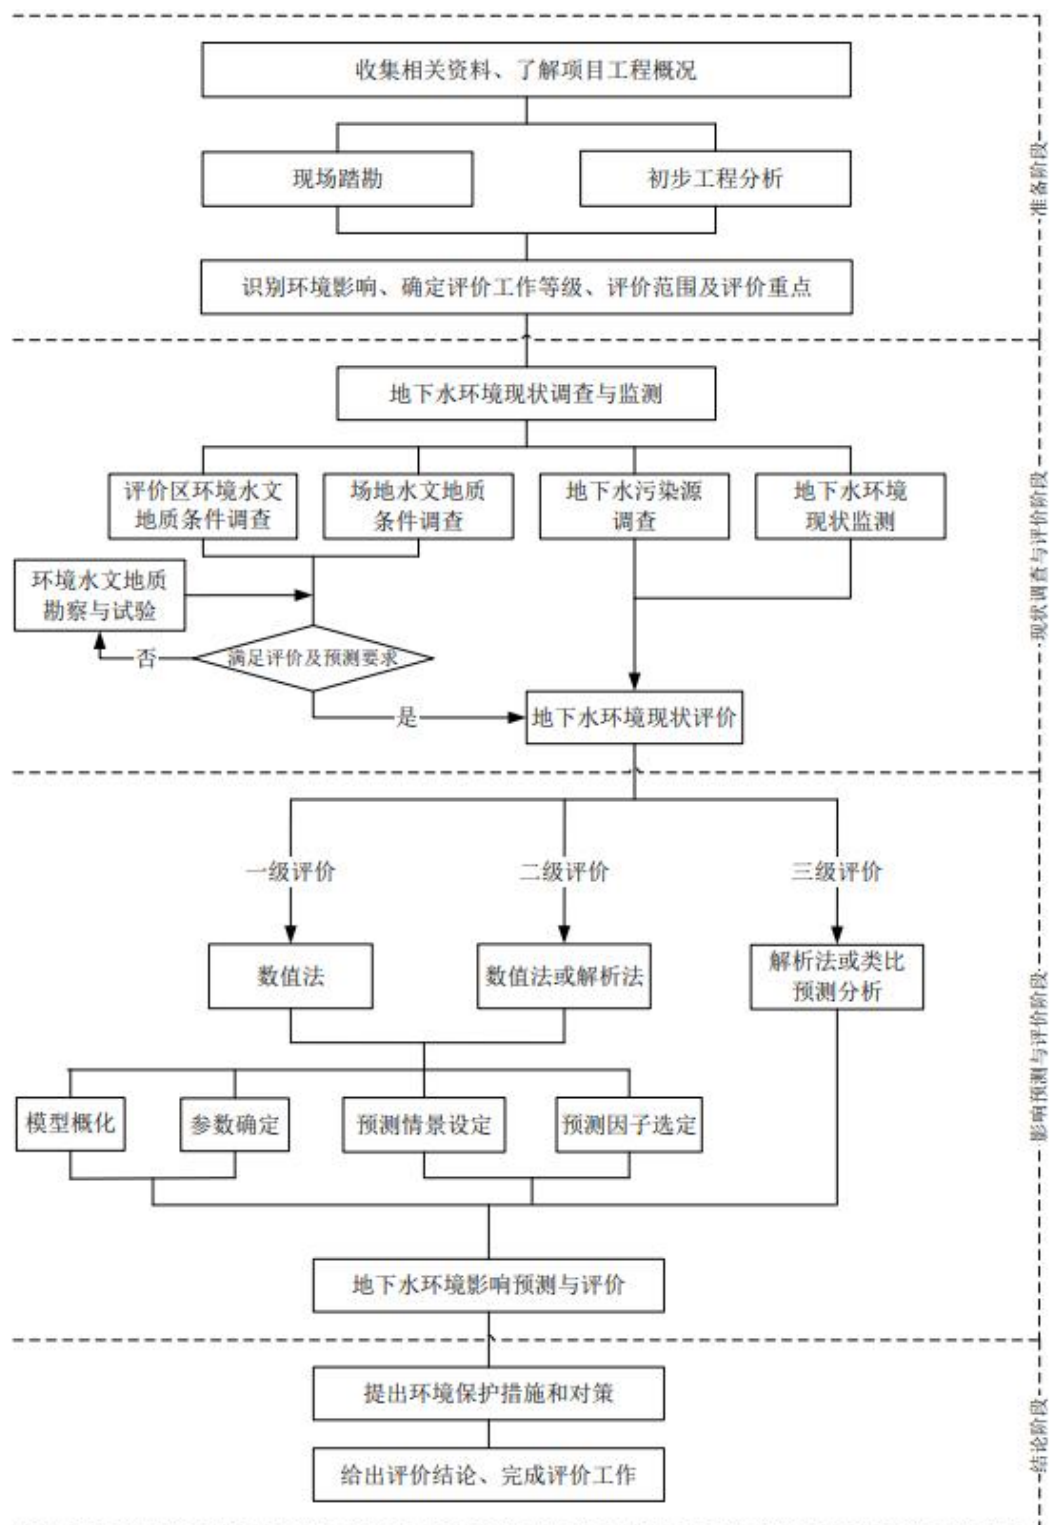 收集相关资料、了解项目工程概况
现场踏勘
初步工程分析
识别环境影响、确定评价工作等级、评价范围及评价重点
准备阶段
地下水环境现状调查与监测
评价区环境水文
地质条件调查
场地水文地质
条件调查
地下水污染源
调查
地下水环境
现状监测
环境水文地质
勘察与试验
否
满足评价及预测要求
是
地下水环境现状评价
现状调查与评价阶段
一级评价
二级评价
三级评价
数值法
数值法或解析法
解析法或类比
预测分析
模型概化
参数确定
预测情景设定
预测因子选定
地下水环境影响预测与评价
影响预测与评价阶段
提出环境保护措施和对策
给出评价结论、完成评价工作
结论阶段